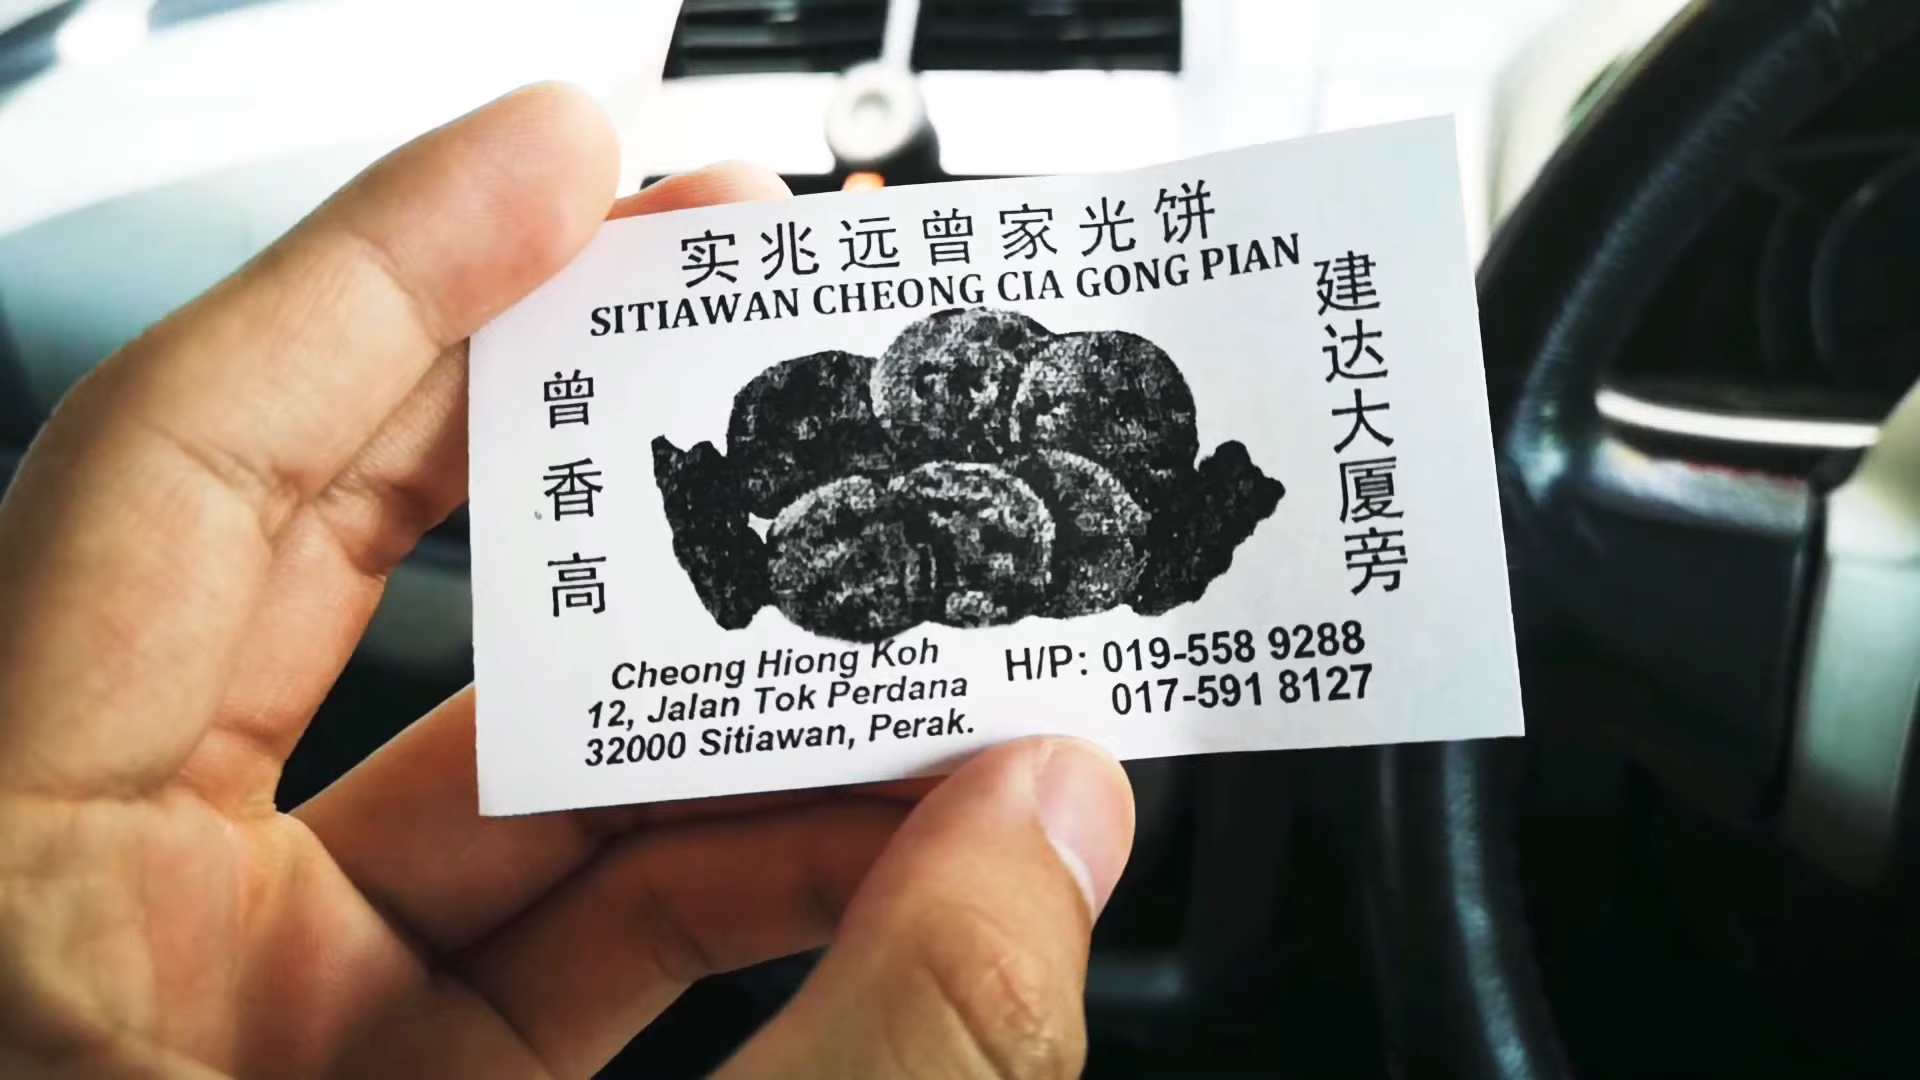 实兆远曾家光饼
SITIAWAN CHEONG CIA GONG PIAN
曾香高
建达大厦旁
Cheong Hiong Koh
12, Jalan Tok Perdana
32000 Sitiawan, Perak.
H/P: 019-558 9288
017-591 8127